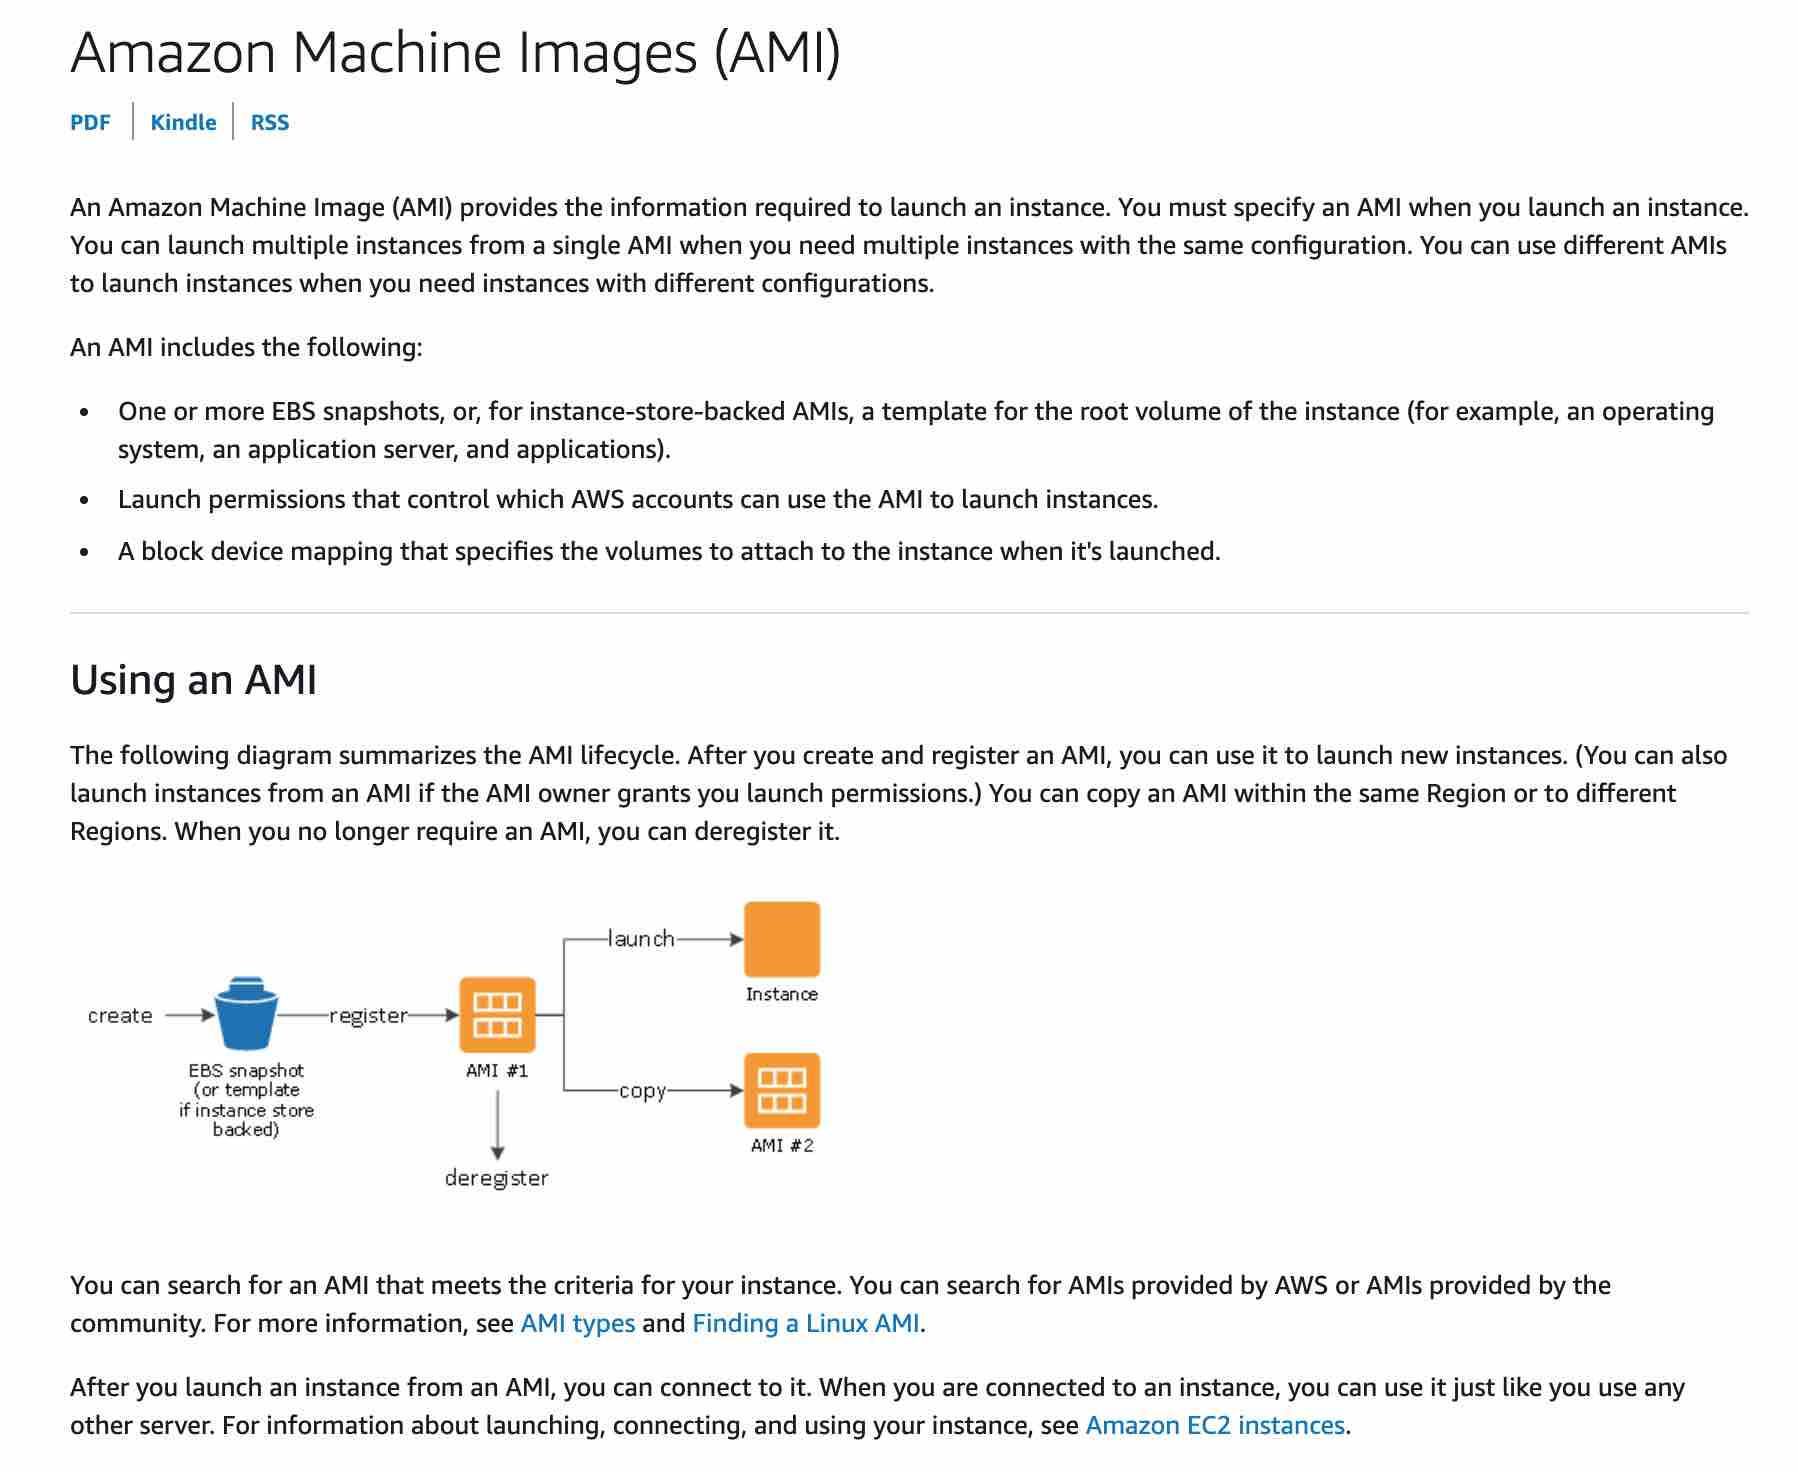 Amazon Machine Images (AMI)
PDF | Kindle | RSS
An Amazon Machine Image (AMI) provides the information required to launch an instance. You must specify an AMI when you launch an instance.
You can launch multiple instances from a single AMI when you need multiple instances with the same configuration. You can use different AMIs
to launch instances when you need instances with different configurations.
An AMI includes the following:
• One or more EBS snapshots, or, for instance-store-backed AMIs, a template for the root volume of the instance (for example, an operating
system, an application server, and applications).
• Launch permissions that control which AWS accounts can use the AMI to launch instances.
• A block device mapping that specifies the volumes to attach to the instance when it's launched.
Using an AMI
The following diagram summarizes the AMI lifecycle. After you create and register an AMI, you can use it to launch new instances. (You can also
launch instances from an AMI if the AMI owner grants you launch permissions.) You can copy an AMI within the same Region or to different
Regions. When you no longer require an AMI, you can deregister it.
create
EBS snapshot
(or template
if instance store
backed)
register
AMI #1
deregister
launch
Instance
copy
AMI #2
You can search for an AMI that meets the criteria for your instance. You can search for AMIs provided by AWS or AMIs provided by the
community. For more information, see AMI types and Finding a Linux AMI.
After you launch an instance from an AMI, you can connect to it. When you are connected to an instance, you can use it just like you use any
other server. For information about launching, connecting, and using your instance, see Amazon EC2 instances.